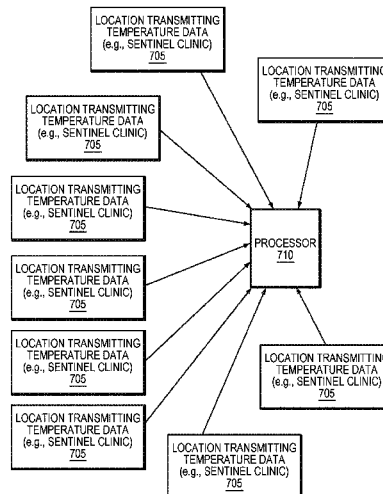 LOCATION TRANSMITTING
TEMPERATURE DATA
(e.g., SENTINEL CLINIC)
705
LOCATION TRANSMITTING
TEMPERATURE DATA
(e.g., SENTINEL CLINIC)
705
LOCATION TRANSMITTING
TEMPERATURE DATA
(e.g., SENTINEL CLINIC)
705
LOCATION TRANSMITTING
TEMPERATURE DATA
(e.g., SENTINEL CLINIC)
705
PROCESSOR
710
LOCATION TRANSMITTING
TEMPERATURE DATA
(e.g., SENTINEL CLINIC)
705
LOCATION TRANSMITTING
TEMPERATURE DATA
(e.g., SENTINEL CLINIC)
705
LOCATION TRANSMITTING
TEMPERATURE DATA
(e.g., SENTINEL CLINIC)
705
LOCATION TRANSMITTING
TEMPERATURE DATA
(e.g., SENTINEL CLINIC)
705
LOCATION TRANSMITTING
TEMPERATURE DATA
(e.g., SENTINEL CLINIC)
705